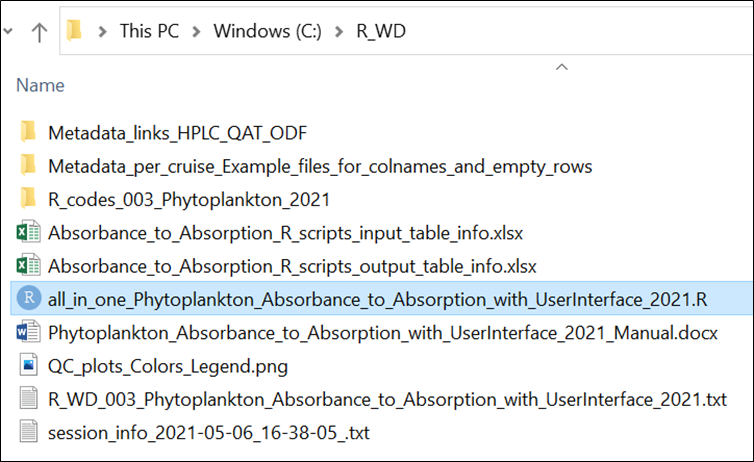 This PC Windows (C:) R_WD
Name
Metadata_links_HPLC_QAT_ODF
Metadata_per_cruise_Example_files_for_colnames_and_empty_rows
R_codes_003_Phytoplankton_2021
Absorbance_to_Absorption_R_scripts_input_table_info.xlsx
Absorbance_to_Absorption_R_scripts_output_table_info.xlsx
R all_in_one_Phytoplankton_Absorbance_to_Absorption_with_UserInterface_2021.R
Phytoplankton_Absorbance_to_Absorption_with_UserInterface_2021_Manual.docx
QC_plots_Colors_Legend.png
R_WD_003_Phytoplankton_Absorbance_to_Absorption_with_UserInterface_2021.txt
session_info_2021-05-06_16-38-05_.txt